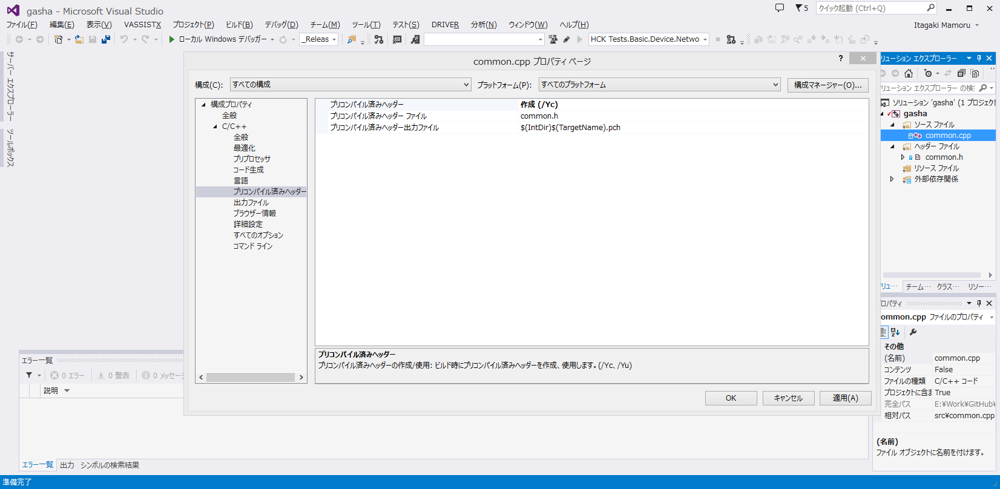 gasha - Microsoft Visual Studio
5
クイック起動 (Ctrl+Q)
ファイル(F) 編集(E) 表示(V) VASSISTX プロジェクト(P) ビルド(B) デバッグ(D) チーム(M) ツール(T) テスト(S) DRIVER 分析(N) ウィンドウ(W) ヘルプ(H)
Itagaki Mamoru
ローカル Windows デバッガー
_Releas
HCK Tests.Basic.Device.Netwo
サーバー エクスプローラー
ツールボックス
common.cpp プロパティ ページ
構成(C): すべての構成
プラットフォーム(P): すべてのプラットフォーム
構成マネージャー(O)...
構成プロパティ
全般
C/C++
全般
最適化
プリプロセッサ
コード生成
言語
プリコンパイル済みヘッダー
出力ファイル
ブラウザー情報
詳細設定
すべてのオプション
コマンド ライン
プリコンパイル済みヘッダー 作成 (/Yc)
プリコンパイル済みヘッダー ファイル common.h
プリコンパイル済みヘッダー出力ファイル $(IntDir)$(TargetName).pch
プリコンパイル済みヘッダー
プリコンパイル済みヘッダーの作成/使用: ビルド時にプリコンパイル済みヘッダーを作成、使用します。(/Yc、/Yu)
OK キャンセル 適用(A)
リューション エクスプローラー
リューション エクスプローラー の検索
ソリューション 'gasha' (1 プロジェクト
gasha
ソース ファイル
common.cpp
ヘッダー ファイル
common.h
リソース ファイル
外部依存関係
リュ… チーム… クラス… リソー…
ロパティ
ommon.cpp ファイルのプロパティ
その他
(名前) common.cpp
コンテンツ False
ファイルの種類 C/C++ コード
プロジェクトに含ま True
完全パス E:¥Work¥GitHub¥
相対パス src¥common.cpp
(名前)
ファイル オブジェクトに名前を付けます。
エラー一覧
0 エラー 0 警告 0 メッセージ
説明
エラー一覧 出力 シンボルの検索結果
準備完了